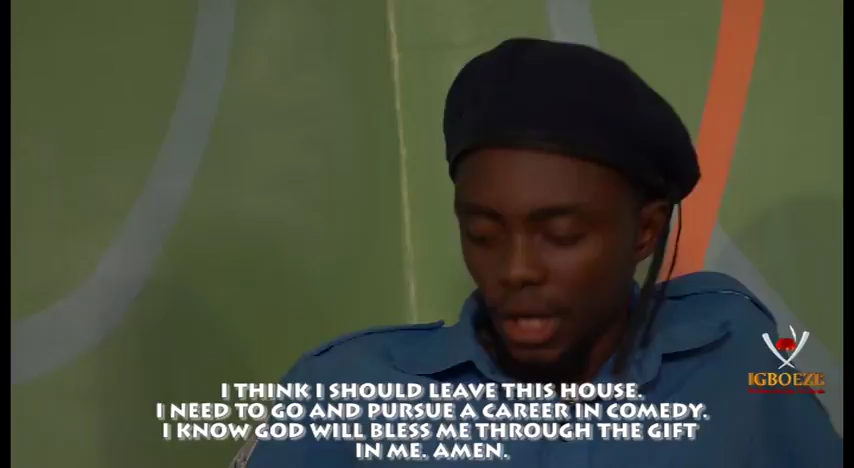 IGBOEZE
I THINK I SHOULD LEAVE THIS HOUSE.
I NEED TO GO AND PURSUE A CAREER IN COMEDY.
I KNOW GOD WILL BLESS ME THROUGH THE GIFT
IN ME. AMEN.